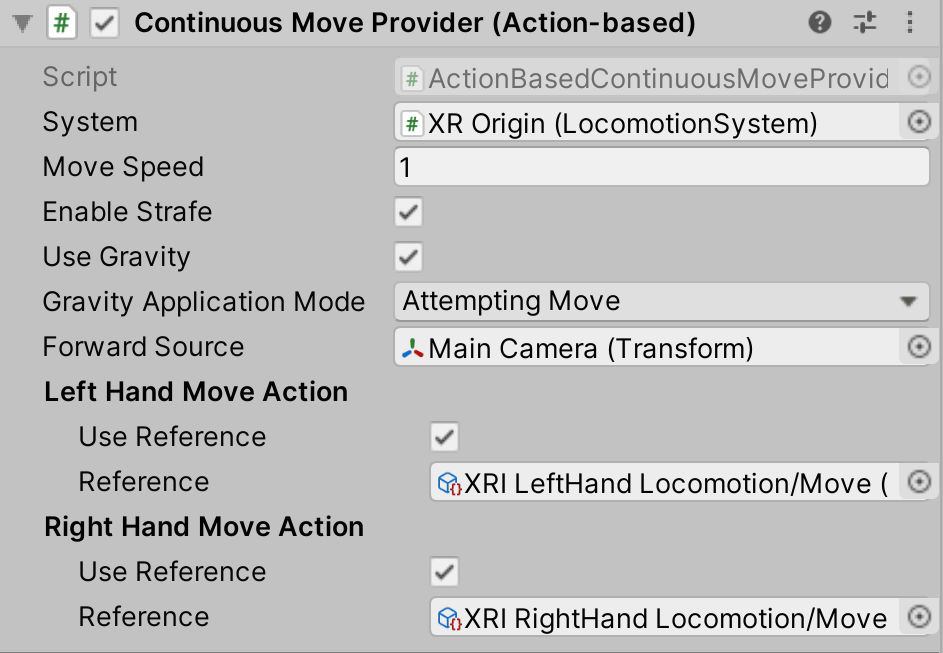 Continuous Move Provider (Action-based)
Script ActionBasedContinuousMoveProvid
System XR Origin (LocomotionSystem)
Move Speed 1
Enable Strafe
Use Gravity
Gravity Application Mode Attempting Move
Forward Source Main Camera (Transform)
Left Hand Move Action
Use Reference
Reference XRI LeftHand Locomotion/Move (
Right Hand Move Action
Use Reference
Reference XRI RightHand Locomotion/Move